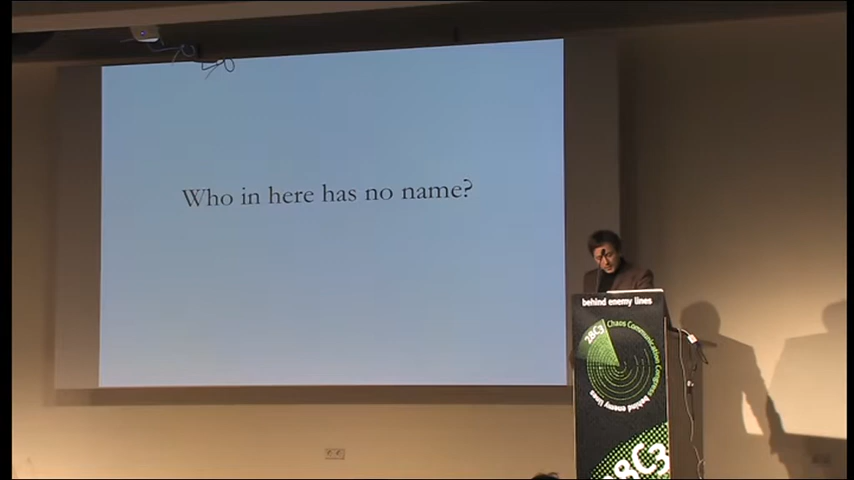 Who in here has no name?
behind enemy lines
28C3
Chaos Communication Congress
behind enemy lines
28C3